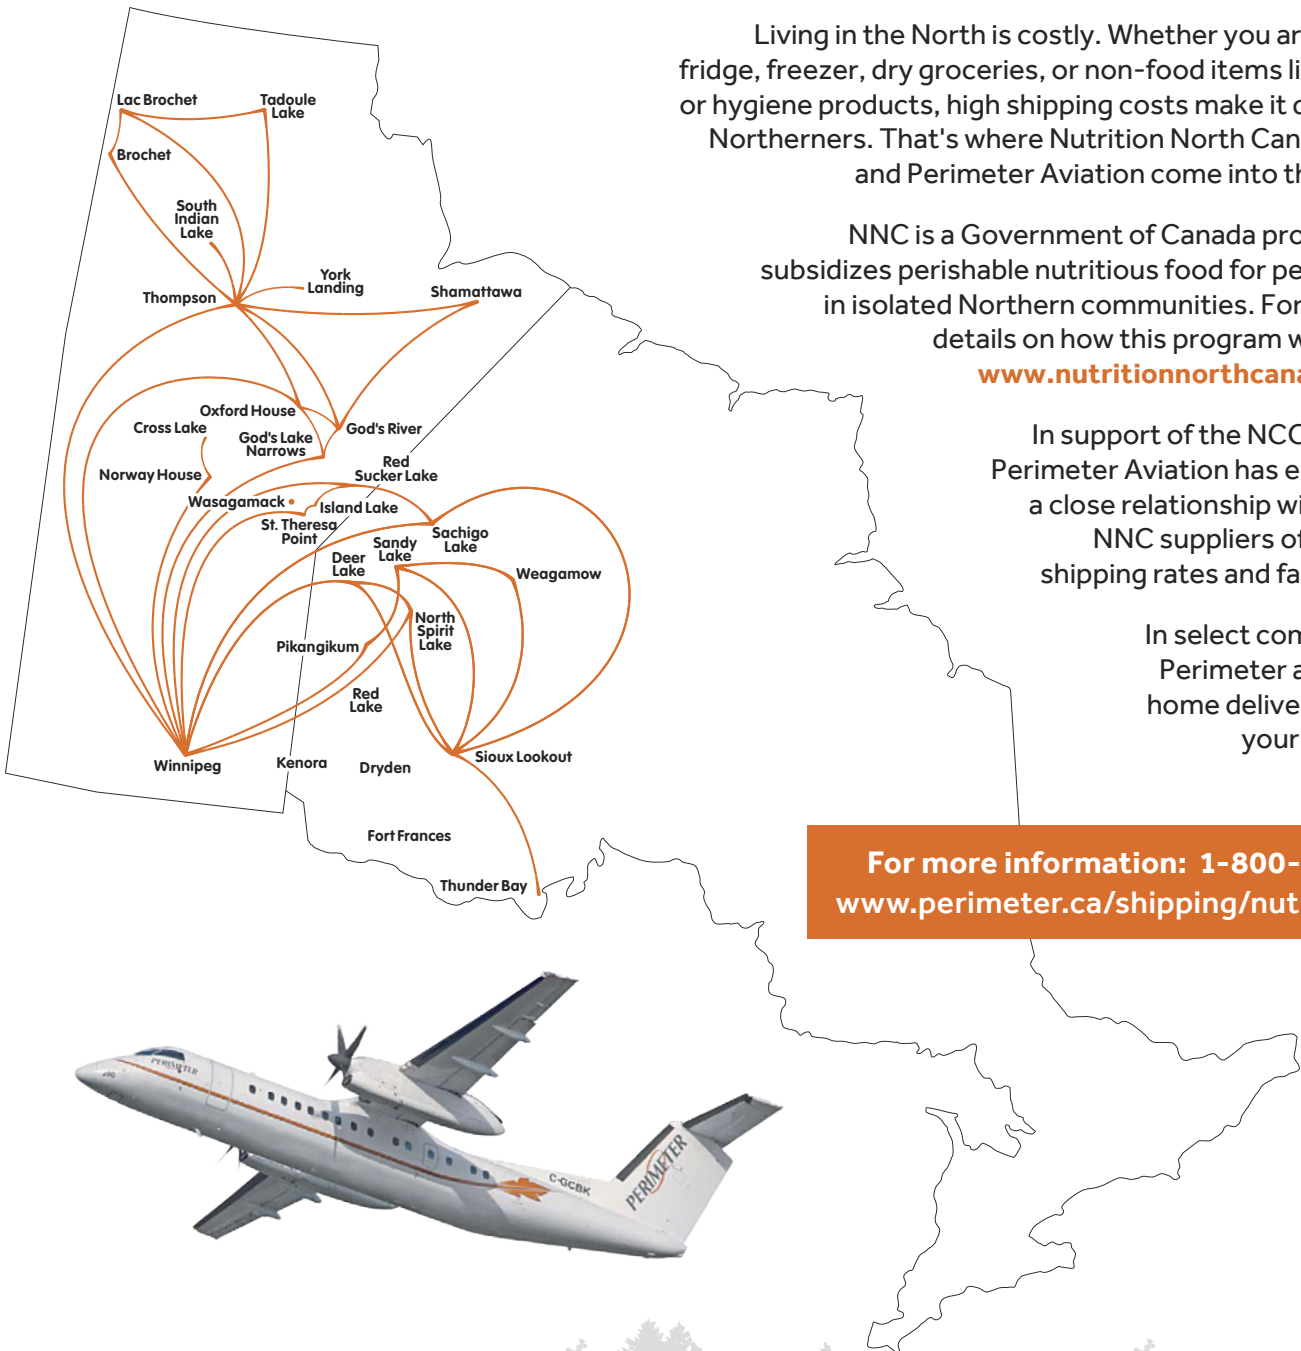 Living in the North is costly. Whether you ar
fridge, freezer, dry groceries, or non-food items li
or hygiene products, high shipping costs make it
Northerners. That's where Nutrition North Can
and Perimeter Aviation come into th
NNC is a Government of Canada pro
subsidizes perishable nutritious food for pe
in isolated Northern communities. For
details on how this program w
www.nutritionnorthcana
In support of the NCC
Perimeter Aviation has e
a close relationship wi
NNC suppliers of
shipping rates and fa
In select com
Perimeter a
home delive
your
For more information: 1-800-
www.perimeter.ca/shipping/nut
Lac Brochet
Tadoule
Lake
Brochet
South
Indian
Lake
York
Landing
Thompson
Shamattawa
Oxford House
Cross Lake
God's Lake
Narrows
God's River
Norway House
Red
Sucker Lake
Wasagamack
Island Lake
St. Theresa
Point
Sachigo
Lake
Sandy
Lake
Deer
Lake
Weagamow
North
Spirit
Lake
Pikangikum
Red
Lake
Winnipeg
Kenora
Dryden
Sioux Lookout
Fort Frances
Thunder Bay
PERIMETER
C-GCBK
PERIMETER